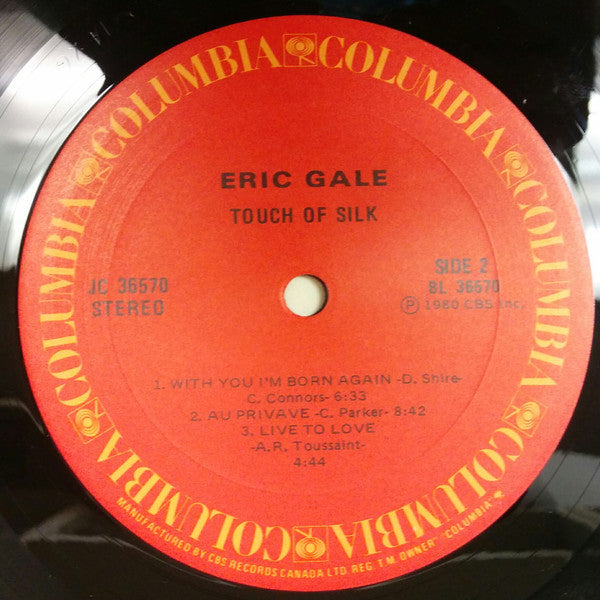 COLUMBIA COLUMBIA COLUMBIA COLUMBIA COLUMBIA COLUMBIA
ERIC GALE
TOUCH OF SILK
JC 36570
STEREO
SIDE 2
BL 36570
Ⓟ 1980 CBS Inc.
1. WITH YOU I'M BORN AGAIN -D. Shire-
C. Connors- 6:33
2. AU PRIVAVE -C. Parker- 8:42
3. LIVE TO LOVE
-A.R. Toussaint-
4:44
MANUFACTURED BY CBS RECORDS CANADA LTD. REG. T.M. OWNER "COLUMBIA,"